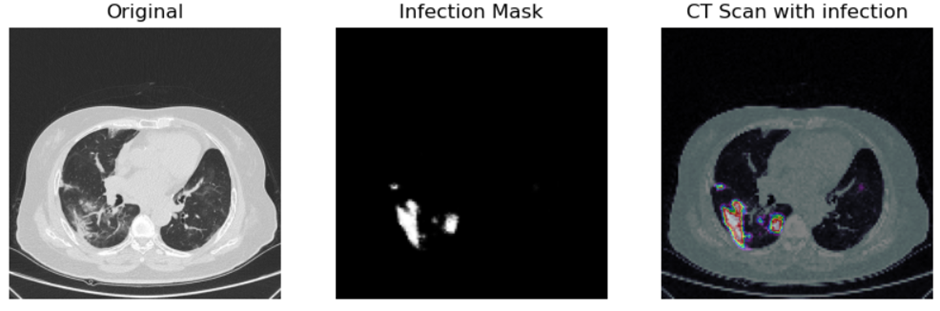 Original
Infection Mask
CT Scan with infection